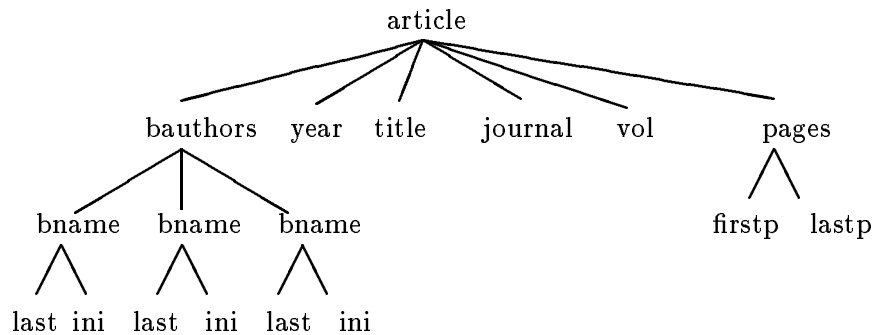 article
bauthors year title journal vol pages
bname bname bname firstp lastp
last ini last ini last ini